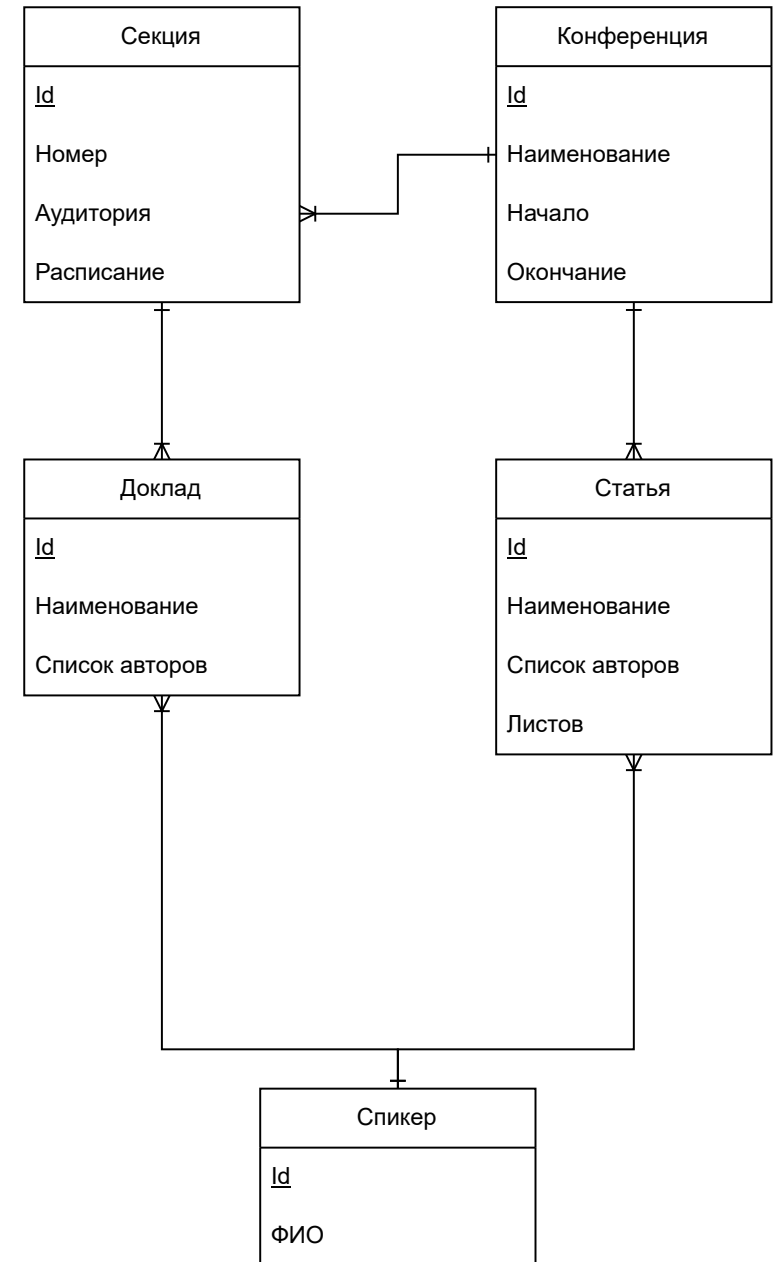 Секция
Id
Номер
Аудитория
Расписание
Конференция
Id
Наименование
Начало
Окончание
Доклад
Id
Наименование
Список авторов
Статья
Id
Наименование
Список авторов
Листов
Спикер
Id
ФИО